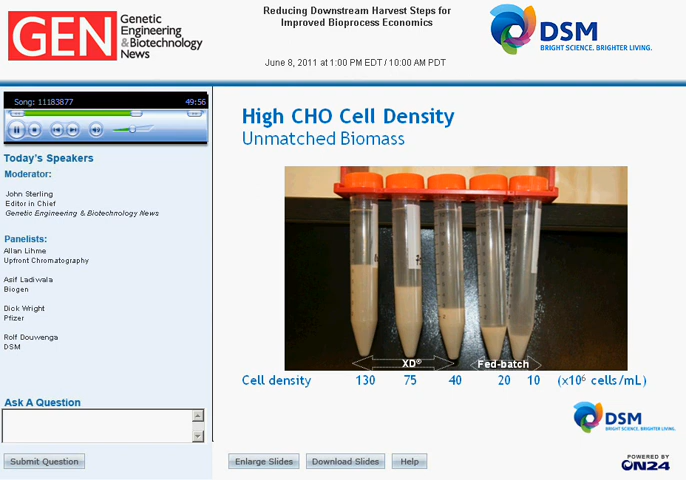 GEN
Genetic
Engineering
& Biotechnology
News
Reducing Downstream Harvest Steps for
Improved Bioprocess Economics
June 8, 2011 at 1:00 PM EDT / 10:00 AM PDT
DSM
BRIGHT SCIENCE. BRIGHTER LIVING.
Song: 11183877 49:56
Today's Speakers
Moderator:
John Sterling
Editor in Chief
Genetic Engineering & Biotechnology News
Panelists:
Allan Lihme
Upfront Chromatography
Asif Ladiwala
Biogen
Dick Wright
Pfizer
Rolf Douwenga
DSM
Ask A Question
Submit Question
High CHO Cell Density
Unmatched Biomass
XD® Fed-batch
Cell density 130 75 40 20 10 (x10⁶ cells/mL)
DSM
BRIGHT SCIENCE. BRIGHTER LIVING.
Enlarge Slides Download Slides Help
POWERED BY
ON24